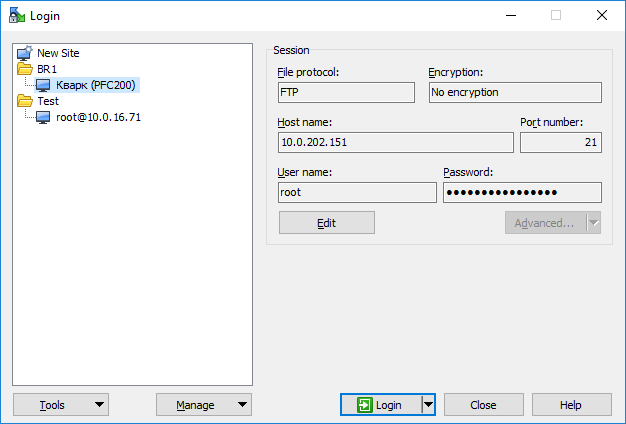 Login
New Site
BR1
Кварк (PFC200)
Test
root@10.0.16.71
Session
File protocol:
Encryption:
FTP
No encryption
Host name:
Port number:
10.0.202.151
21
User name:
Password:
root
••••••••••••••••
Edit
Advanced...
Tools
Manage
Login
Close
Help